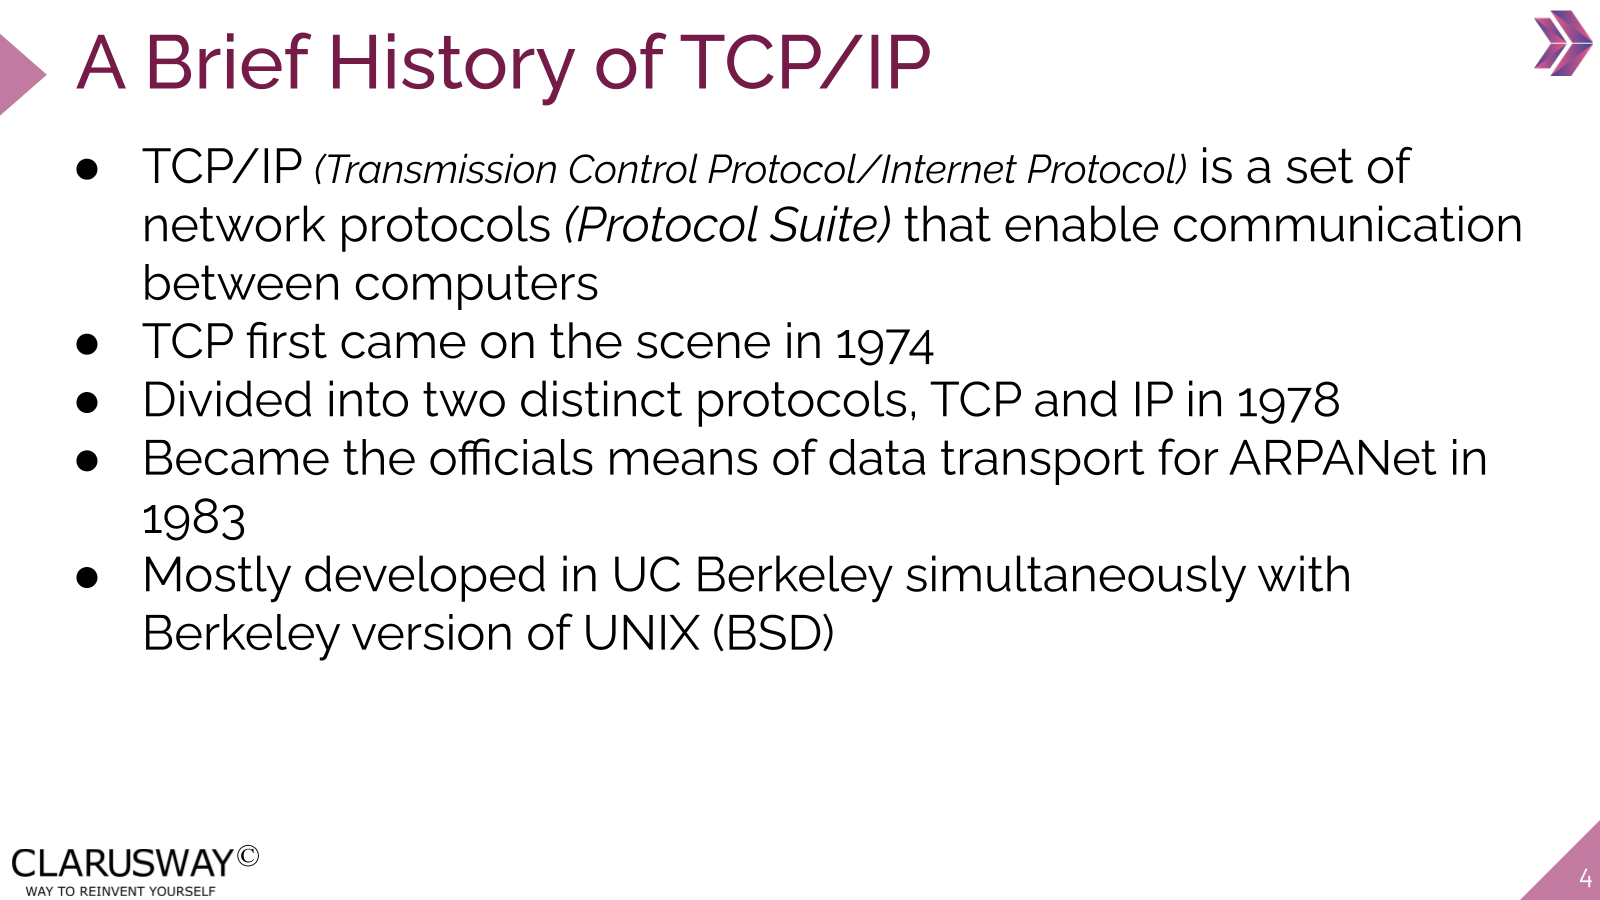 A Brief History of TCP/IP
● TCP/IP (Transmission Control Protocol/Internet Protocol) is a set of
network protocols (Protocol Suite) that enable communication
between computers
● TCP first came on the scene in 1974
● Divided into two distinct protocols, TCP and IP in 1978
● Became the officials means of data transport for ARPANet in
1983
● Mostly developed in UC Berkeley simultaneously with
Berkeley version of UNIX (BSD)
CLARUSWAY©
WAY TO REINVENT YOURSELF
4